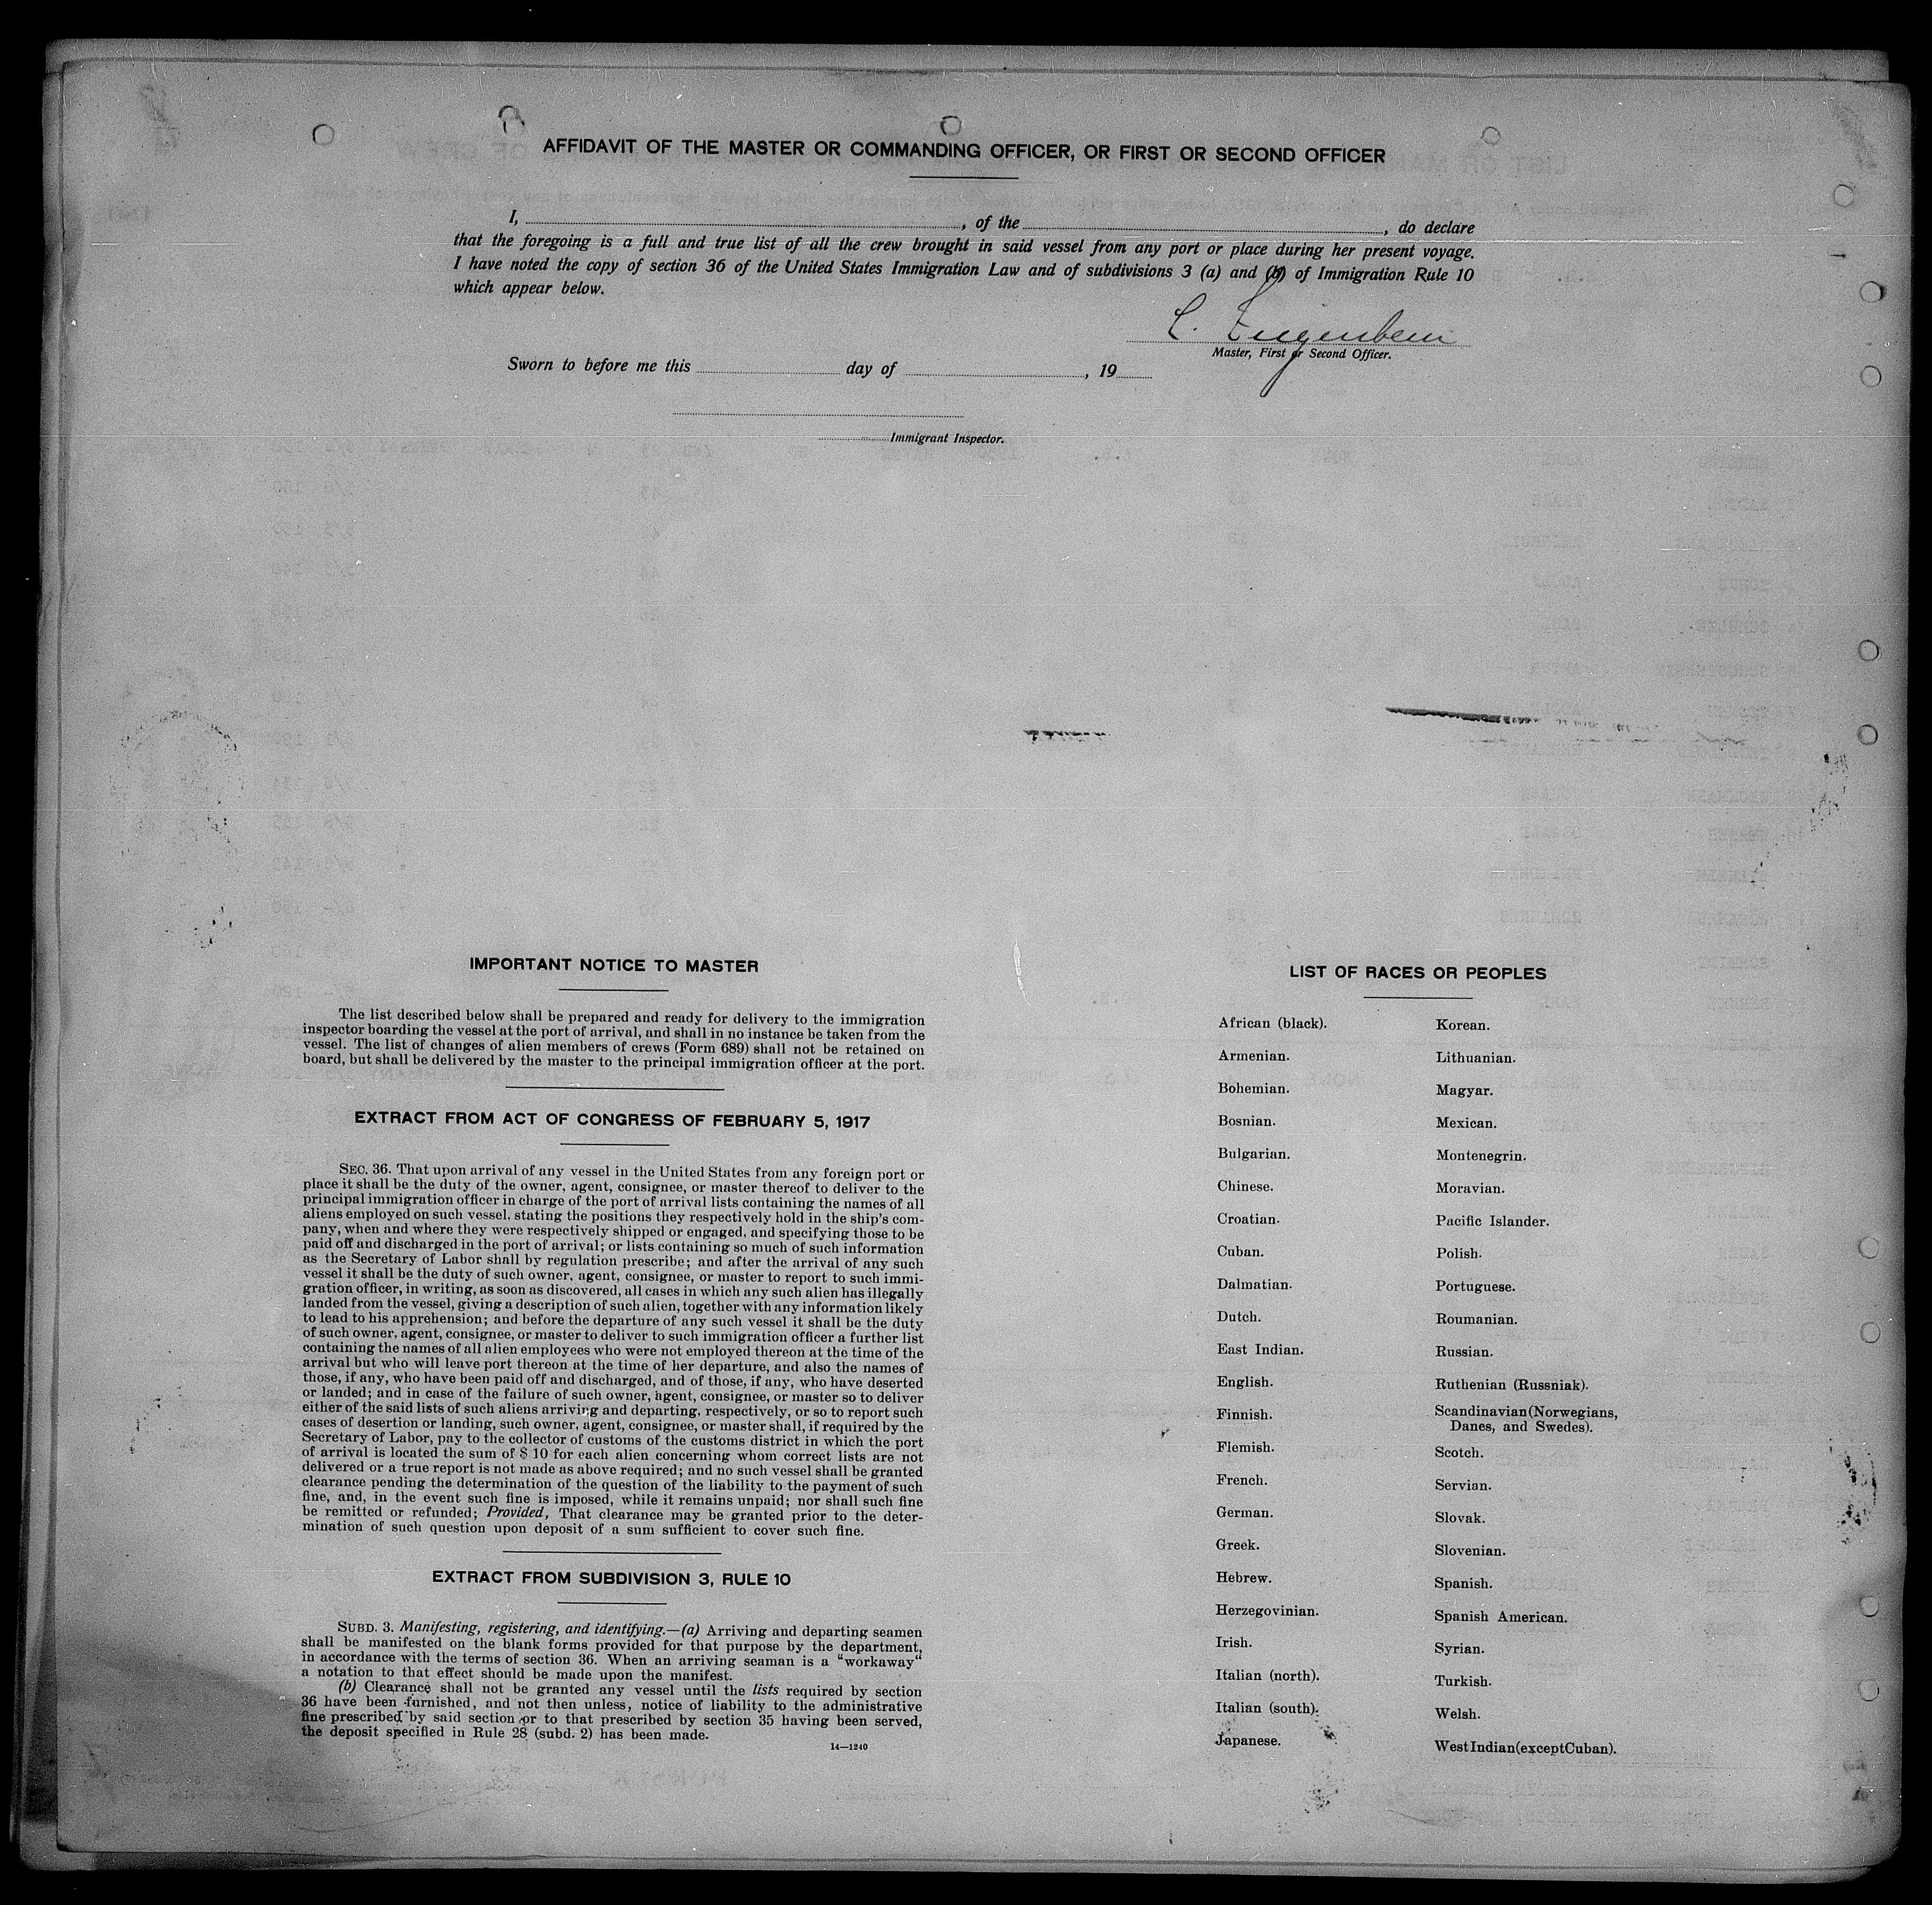 AFFIDAVIT OF THE MASTER OR COMMANDING OFFICER, OR FIRST OR SECOND OFFICER
I, , of the , do declare
that the foregoing is a full and true list of all the crew brought in said vessel from any port or place during her present voyage.
I have noted the copy of section 36 of the United States Immigration Law and of subdivisions 3 (a) and (b) of Immigration Rule 10
which appear below.
Master, First or Second Officer.
Sworn to before me this day of , 19
Immigrant Inspector.
IMPORTANT NOTICE TO MASTER
The list described below shall be prepared and ready for delivery to the immigration
inspector boarding the vessel at the port of arrival, and shall in no instance be taken from the
vessel. The list of changes of alien members of crews (Form 689) shall not be retained on
board, but shall be delivered by the master to the principal immigration officer at the port.
EXTRACT FROM ACT OF CONGRESS OF FEBRUARY 5, 1917
SEC. 36. That upon arrival of any vessel in the United States from any foreign port or
place it shall be the duty of the owner, agent, consignee, or master thereof to deliver to the
principal immigration officer in charge of the port of arrival lists containing the names of all
aliens employed on such vessel, stating the positions they respectively hold in the ship's com-
pany, when and where they were respectively shipped or engaged, and specifying those to be
paid off and discharged in the port of arrival; or lists containing so much of such information
as the Secretary of Labor shall by regulation prescribe; and after the arrival of any such
vessel it shall be the duty of such owner, agent, consignee, or master to report to such immi-
gration officer, in writing, as soon as discovered, all cases in which any such alien has illegally
landed from the vessel, giving a description of such alien, together with any information likely
to lead to his apprehension; and before the departure of any such vessel it shall be the duty
of such owner, agent, consignee, or master to deliver to such immigration officer a further list
containing the names of all alien employees who were not employed thereon at the time of the
arrival but who will leave port thereon at the time of her departure, and also the names of
those, if any, who have been paid off and discharged, and of those, if any, who have deserted
or landed; and in case of the failure of such owner, agent, consignee, or master so to deliver
either of the said lists of such aliens arriving and departing, respectively, or so to report such
cases of desertion or landing, such owner, agent, consignee, or master shall, if required by the
Secretary of Labor, pay to the collector of customs of the customs district in which the port
of arrival is located the sum of $ 10 for each alien concerning whom correct lists are not
delivered or a true report is not made as above required; and no such vessel shall be granted
clearance pending the determination of the question of the liability to the payment of such
fine, and, in the event such fine is imposed, while it remains unpaid; nor shall such fine
be remitted or refunded; Provided, That clearance may be granted prior to the deter-
mination of such question upon deposit of a sum sufficient to cover such fine.
EXTRACT FROM SUBDIVISION 3, RULE 10
SUBD. 3. Manifesting, registering, and identifying.—(a) Arriving and departing seamen
shall be manifested on the blank forms provided for that purpose by the department,
in accordance with the terms of section 36. When an arriving seaman is a "workaway"
a notation to that effect should be made upon the manifest.
(b) Clearance shall not be granted any vessel until the lists required by section
36 have been furnished, and not then unless, notice of liability to the administrative
fine prescribed by said section or to that prescribed by section 35 having been served,
the deposit specified in Rule 28 (subd. 2) has been made.
14—1240
LIST OF RACES OR PEOPLES
African (black).
Armenian.
Bohemian.
Bosnian.
Bulgarian.
Chinese.
Croatian.
Cuban.
Dalmatian.
Dutch.
East Indian.
English.
Finnish.
Flemish.
French.
German.
Greek.
Hebrew.
Herzegovinian.
Irish.
Italian (north).
Italian (south).
Japanese.
Korean.
Lithuanian.
Magyar.
Mexican.
Montenegrin.
Moravian.
Pacific Islander.
Polish.
Portuguese.
Roumanian.
Russian.
Ruthenian (Russniak).
Scandinavian (Norwegians,
Danes, and Swedes).
Scotch.
Servian.
Slovak.
Slovenian.
Spanish.
Spanish American.
Syrian.
Turkish.
Welsh.
West Indian (except Cuban).